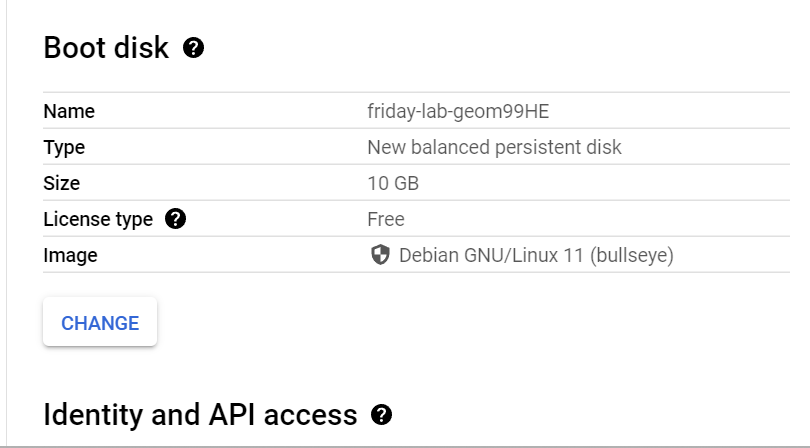 Boot disk
Name friday-lab-geom99HE
Type New balanced persistent disk
Size 10 GB
License type Free
Image Debian GNU/Linux 11 (bullseye)
CHANGE
Identity and API access